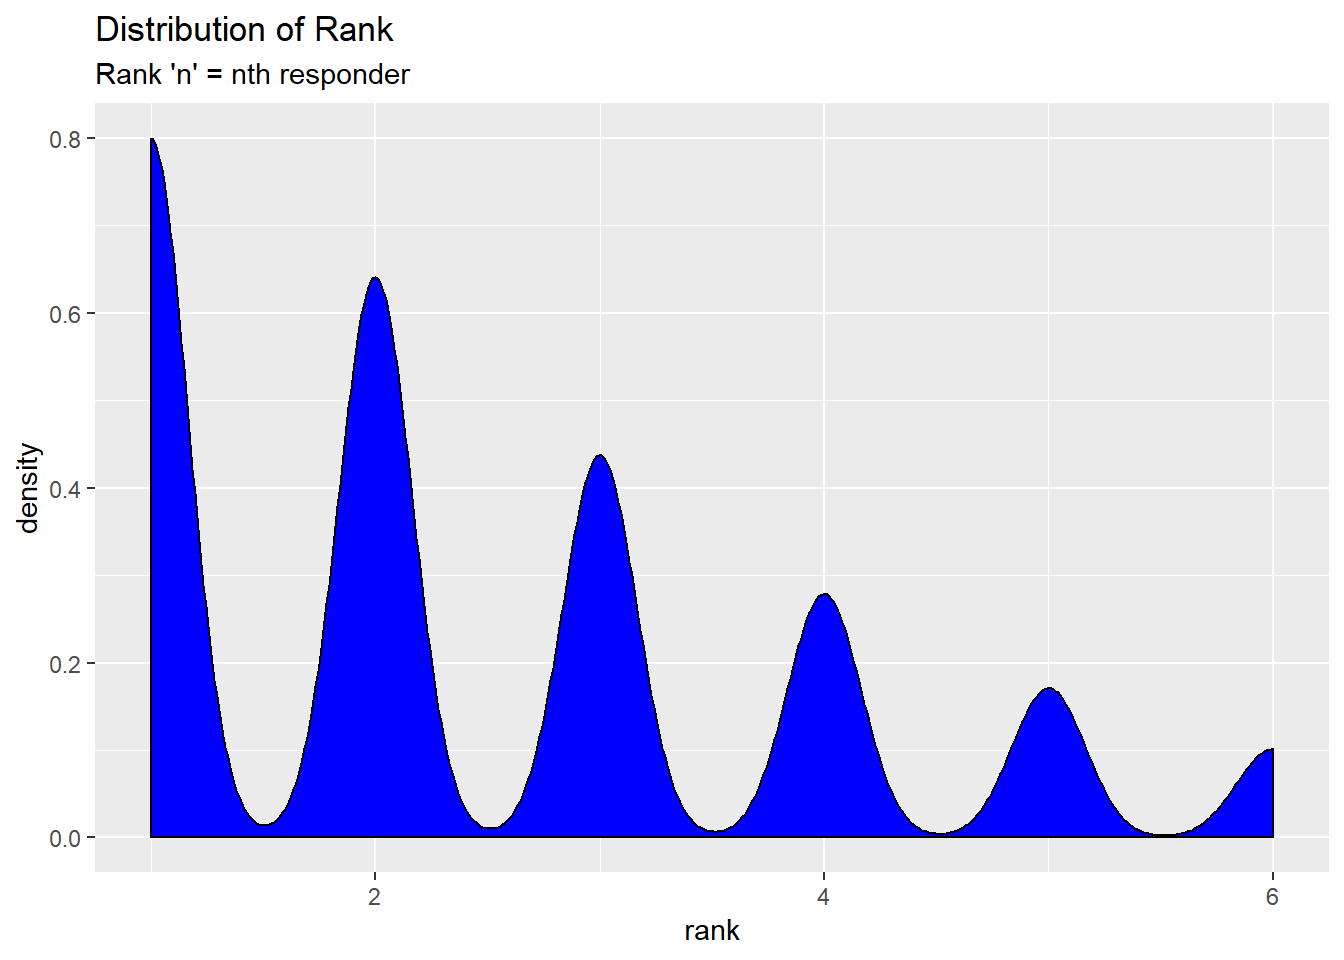 Distribution of Rank
Rank 'n' = nth responder
density
0.8
0.6
0.4
0.2
0.0
2 4 6
rank